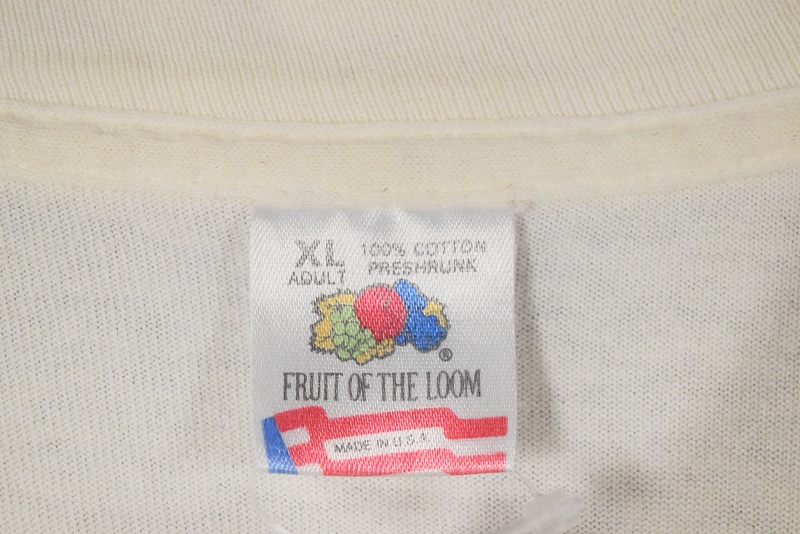 XL 100% COTTON
ADULT PRESHRUNK
®
FRUIT OF THE LOOM
MADE IN U.S.A.